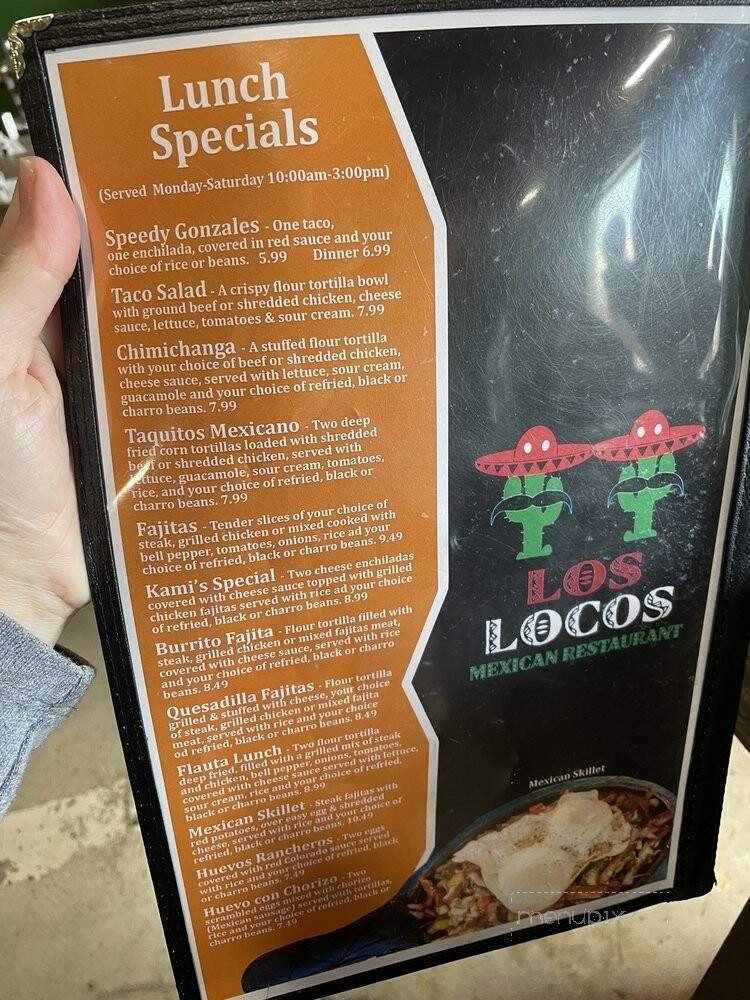 Lunch
Specials
(Served Monday-Saturday 10:00am-3:00pm)
Speedy Gonzales - One taco,
one enchilada, covered in red sauce and your
choice of rice or beans. 5.99 Dinner 6.99
Taco Salad - A crispy flour tortilla bowl
with ground beef or shredded chicken, cheese
sauce, lettuce, tomatoes & sour cream. 7.99
Chimichanga - A stuffed flour tortilla
with your choice of beef or shredded chicken,
cheese sauce, served with lettuce, sour cream,
guacamole and your choice of refried, black or
charro beans. 7.99
Taquitos Mexicano - Two deep
fried corn tortillas loaded with shredded
beef or shredded chicken, served with
lettuce, guacamole, sour cream, tomatoes,
rice, and your choice of refried, black or
charro beans. 7.99
Fajitas - Tender slices of your choice of
steak, grilled chicken or mixed cooked with
bell pepper, tomatoes, onions, rice ad your
choice of refried, black or charro beans. 9.49
Kami's Special - Two cheese enchiladas
covered with cheese sauce topped with grilled
chicken fajitas served with rice ad your choice
of refried, black or charro beans. 8.99
Burrito Fajita - Flour tortilla filled with
steak, grilled chicken or mixed fajitas meat,
covered with cheese sauce, served with rice
and your choice of refried, black or charro
beans. 8.49
Quesadilla Fajitas - Flour tortilla
grilled & stuffed with cheese, your choice
of steak, grilled chicken or mixed fajita
meat, served with rice and your choice
od refried, black or charro beans. 8.49
Flauta Lunch - Two flour tortilla
deep fried, filled with a grilled mix of steak
and chicken, bell pepper, onions, tomatoes,
covered with cheese sauce served with lettuce,
sour cream, rice and your choice of refried,
black or charro beans. 8.99
Mexican Skillet - Steak fajitas with
red potatoes, over easy egg & shredded
cheese, served with rice and your choice of
refried, black or charro beans. 10.49
Huevos Rancheros - Two eggs
covered with red Colorado sauce served
with rice and your choice of refried, black
or charro beans. 7.49
Huevo con Chorizo - Two
scrambled eggs mixed with chorizo
(Mexican sausage) served with tortillas,
rice and your choice of refried, black or
charro beans. 7.49
LOS
LOCOS
MEXICAN RESTAURANT
Mexican Skillet
menupix